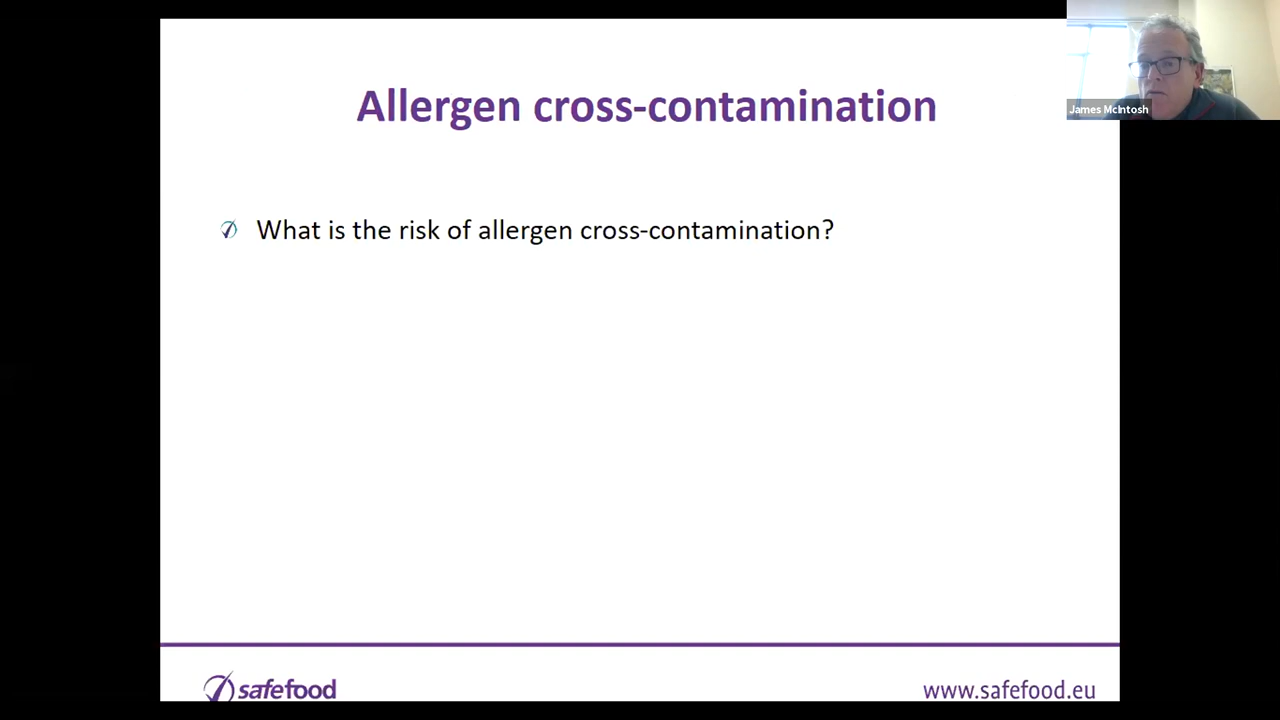 Allergen cross-contamination
James McIntosh
What is the risk of allergen cross-contamination?
safefood
www.safefood.eu